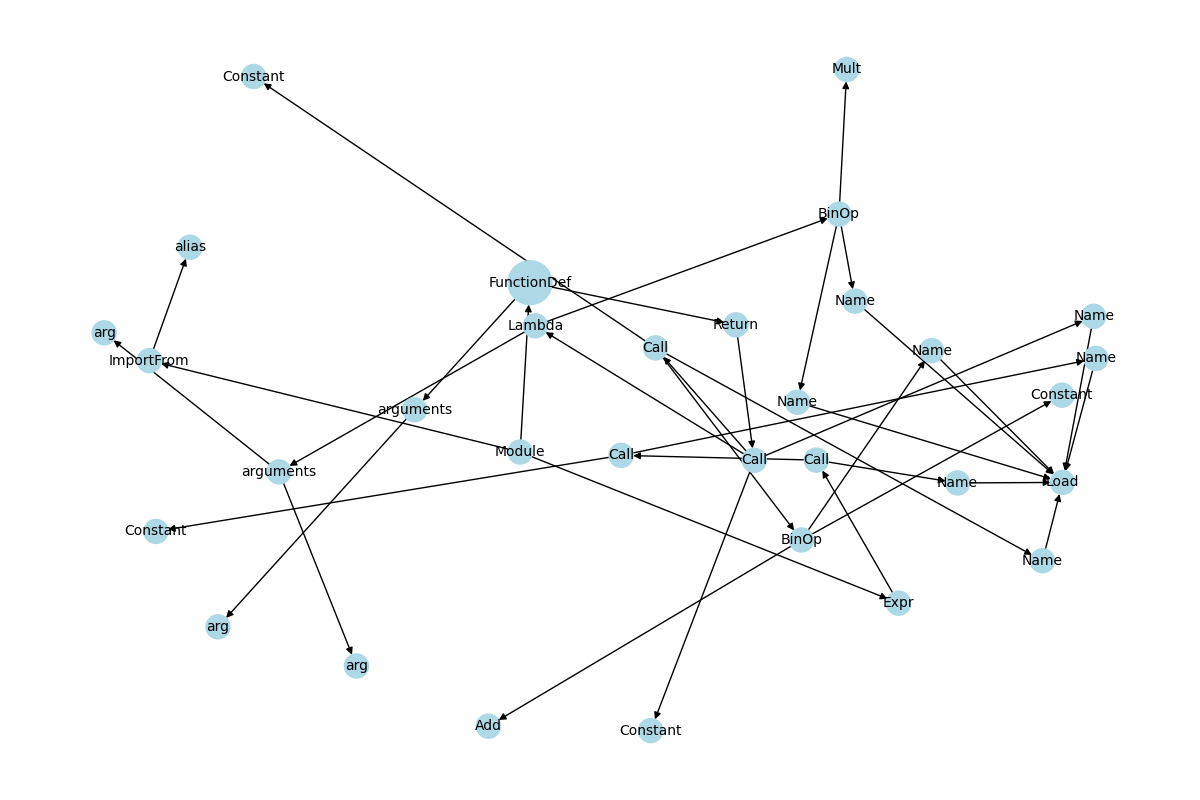 Mult
Constant
BinOp
alias
FunctionDef
Name
Name
Lambda
Return
arg
Call
Name
Name
ImportFrom
Constant
Name
arguments
Module
Call
Call
Call
arguments
Load
Name
Constant
BinOp
Name
Expr
arg
arg
Add
Constant